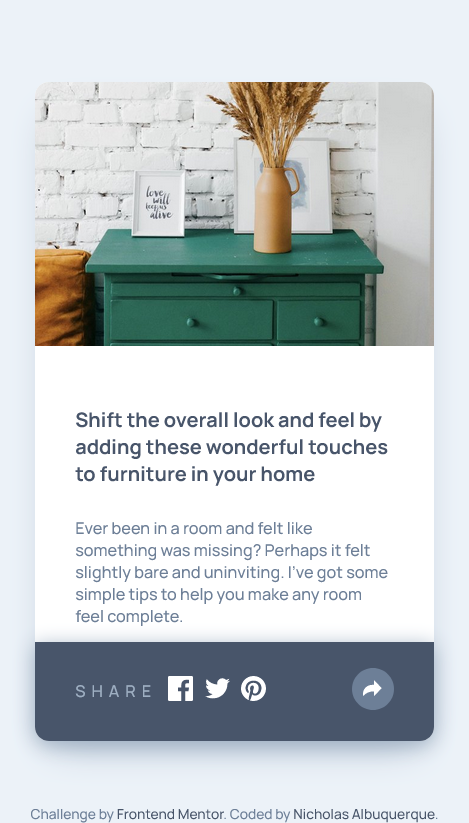 love
will
keep us
alive
Shift the overall look and feel by
adding these wonderful touches
to furniture in your home
Ever been in a room and felt like
something was missing? Perhaps it felt
slightly bare and uninviting. I’ve got some
simple tips to help you make any room
feel complete.
SHARE
Challenge by Frontend Mentor. Coded by Nicholas Albuquerque.